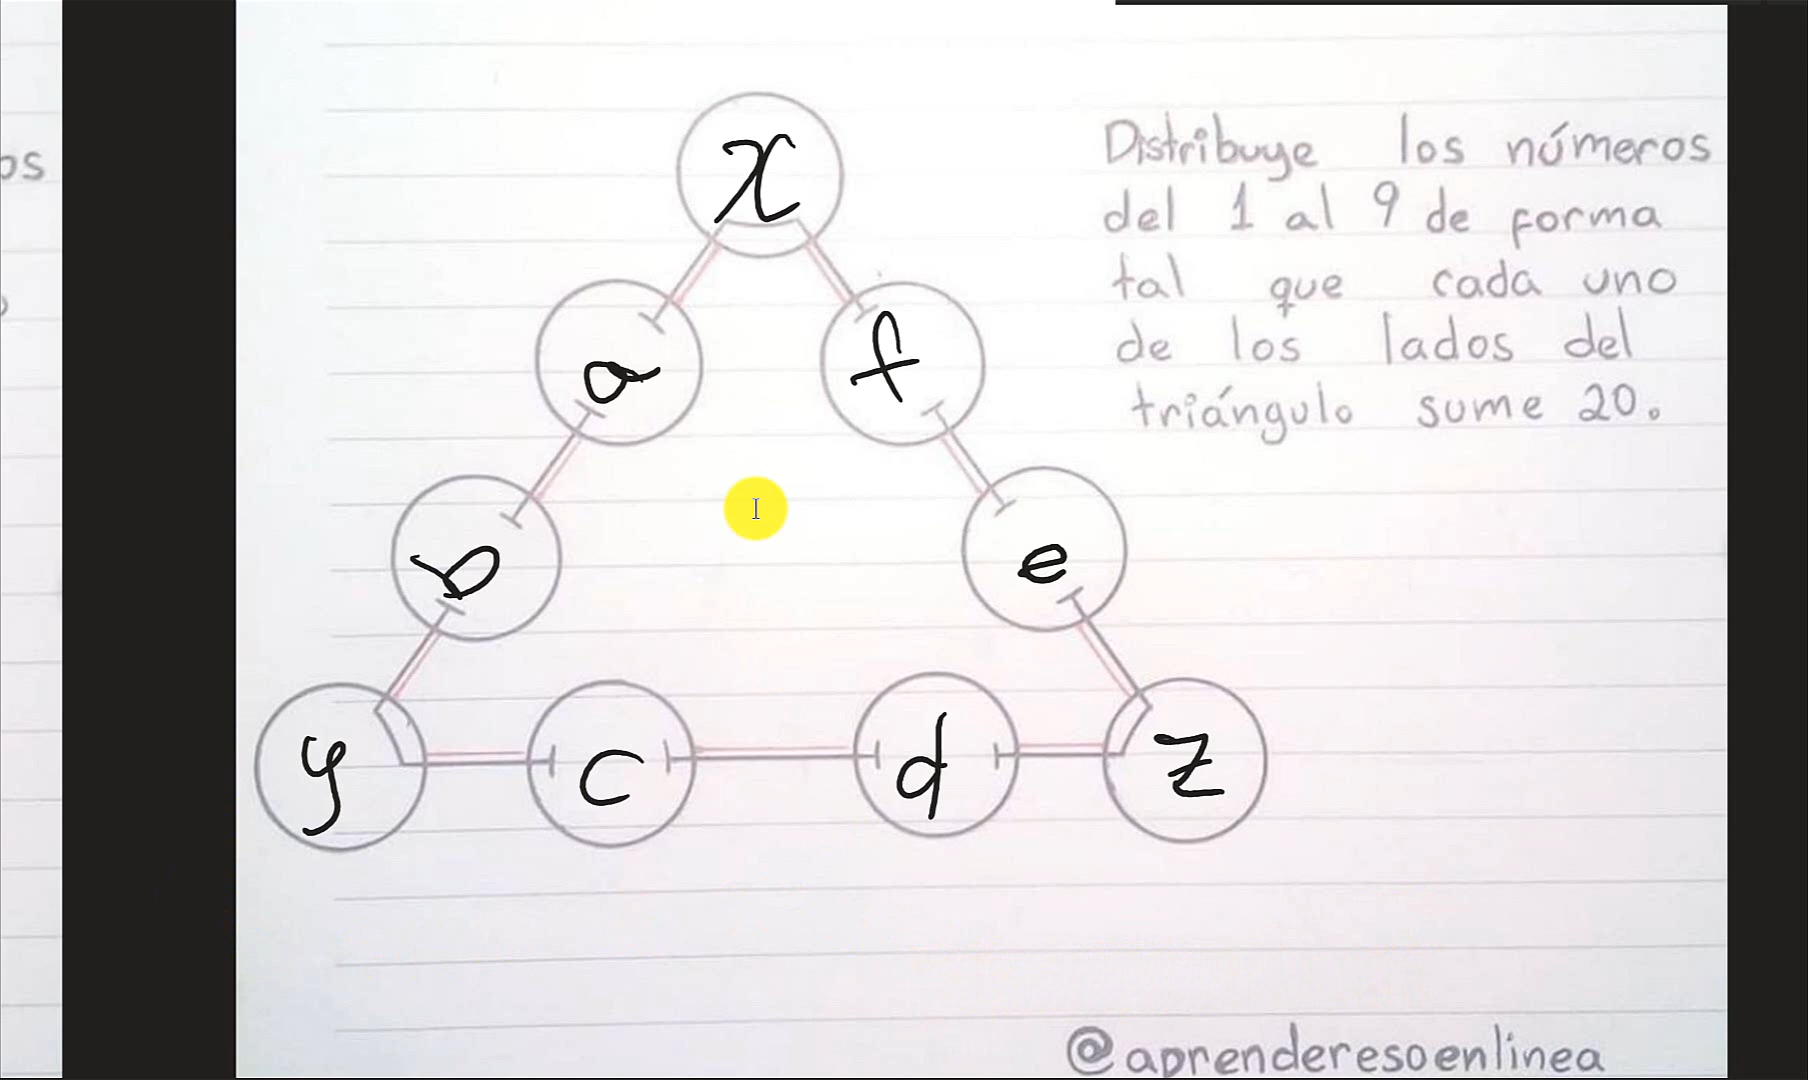 os
Distribuye los números
del 1 al 9 de forma
tal que cada uno
de los lados del
triángulo sume 20.
x
a f
b e
y c d z
@aprenderesoenlinea